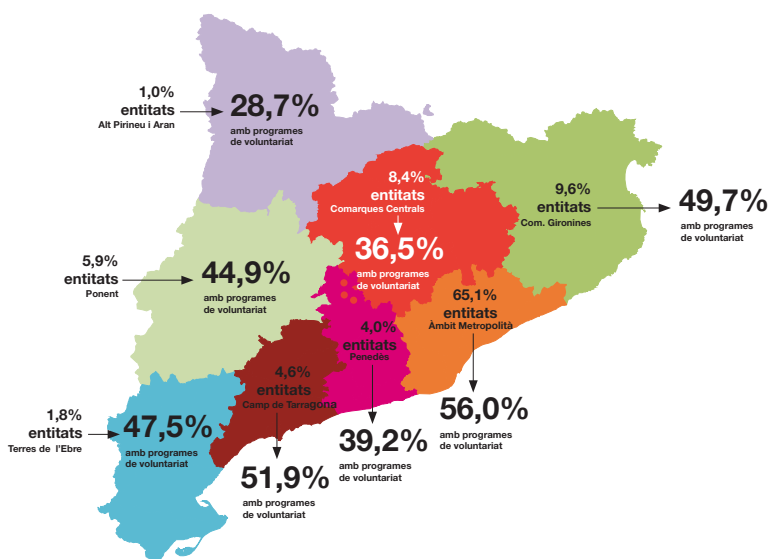 1,0%
entitats
Alt Pirineu i Aran
28,7%
amb programes
de voluntariat
8,4%
entitats
Comarques Centrals
36,5%
amb programes
de voluntariat
9,6%
entitats
Com. Gironines
49,7%
amb programes
de voluntariat
5,9%
entitats
Ponent
44,9%
amb programes
de voluntariat
65,1%
entitats
Àmbit Metropolità
56,0%
amb programes
de voluntariat
4,0%
entitats
Penedès
39,2%
amb programes
de voluntariat
4,6%
entitats
Camp de Tarragona
51,9%
amb programes
de voluntariat
1,8%
entitats
Terres de l'Ebre
47,5%
amb programes
de voluntariat